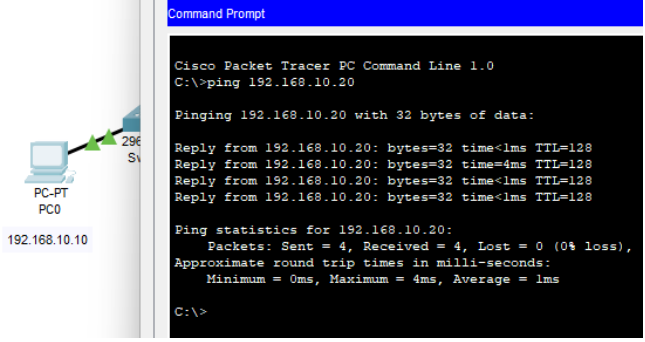 Command Prompt
Cisco Packet Tracer PC Command Line 1.0
C:\>ping 192.168.10.20
Pinging 192.168.10.20 with 32 bytes of data:
Reply from 192.168.10.20: bytes=32 time<1ms TTL=128
Reply from 192.168.10.20: bytes=32 time=4ms TTL=128
Reply from 192.168.10.20: bytes=32 time<1ms TTL=128
Reply from 192.168.10.20: bytes=32 time<1ms TTL=128
Ping statistics for 192.168.10.20:
Packets: Sent = 4, Received = 4, Lost = 0 (0% loss),
Approximate round trip times in milli-seconds:
Minimum = 0ms, Maximum = 4ms, Average = 1ms
C:\>
296
PC-PT
PC0
192.168.10.10